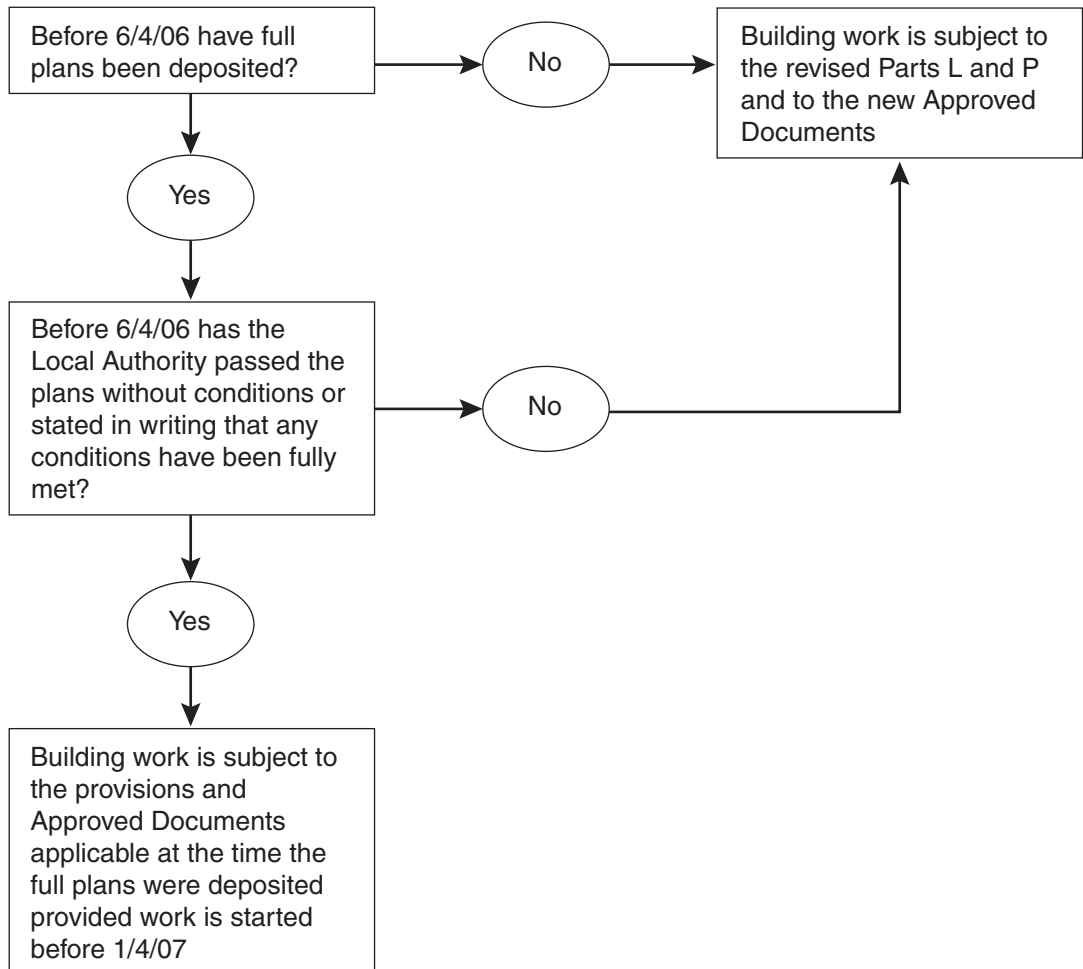 Before 6/4/06 have full
plans been deposited?
No
Building work is subject to
the revised Parts L and P
and to the new Approved
Documents
Yes
Before 6/4/06 has the
Local Authority passed the
plans without conditions or
stated in writing that any
conditions have been fully
met?
No
Yes
Building work is subject to
the provisions and
Approved Documents
applicable at the time the
full plans were deposited
provided work is started
before 1/4/07